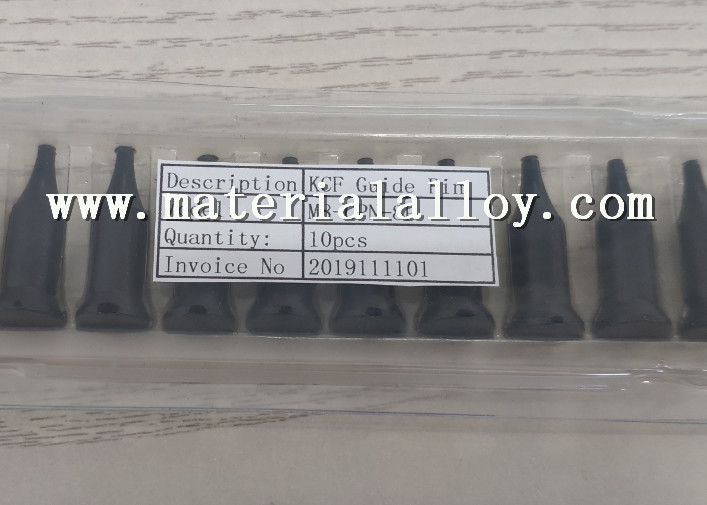 Description KCF Guide Pin
www.materialalloy.com
Quantity: 10pcs
Invoice No 2019111101